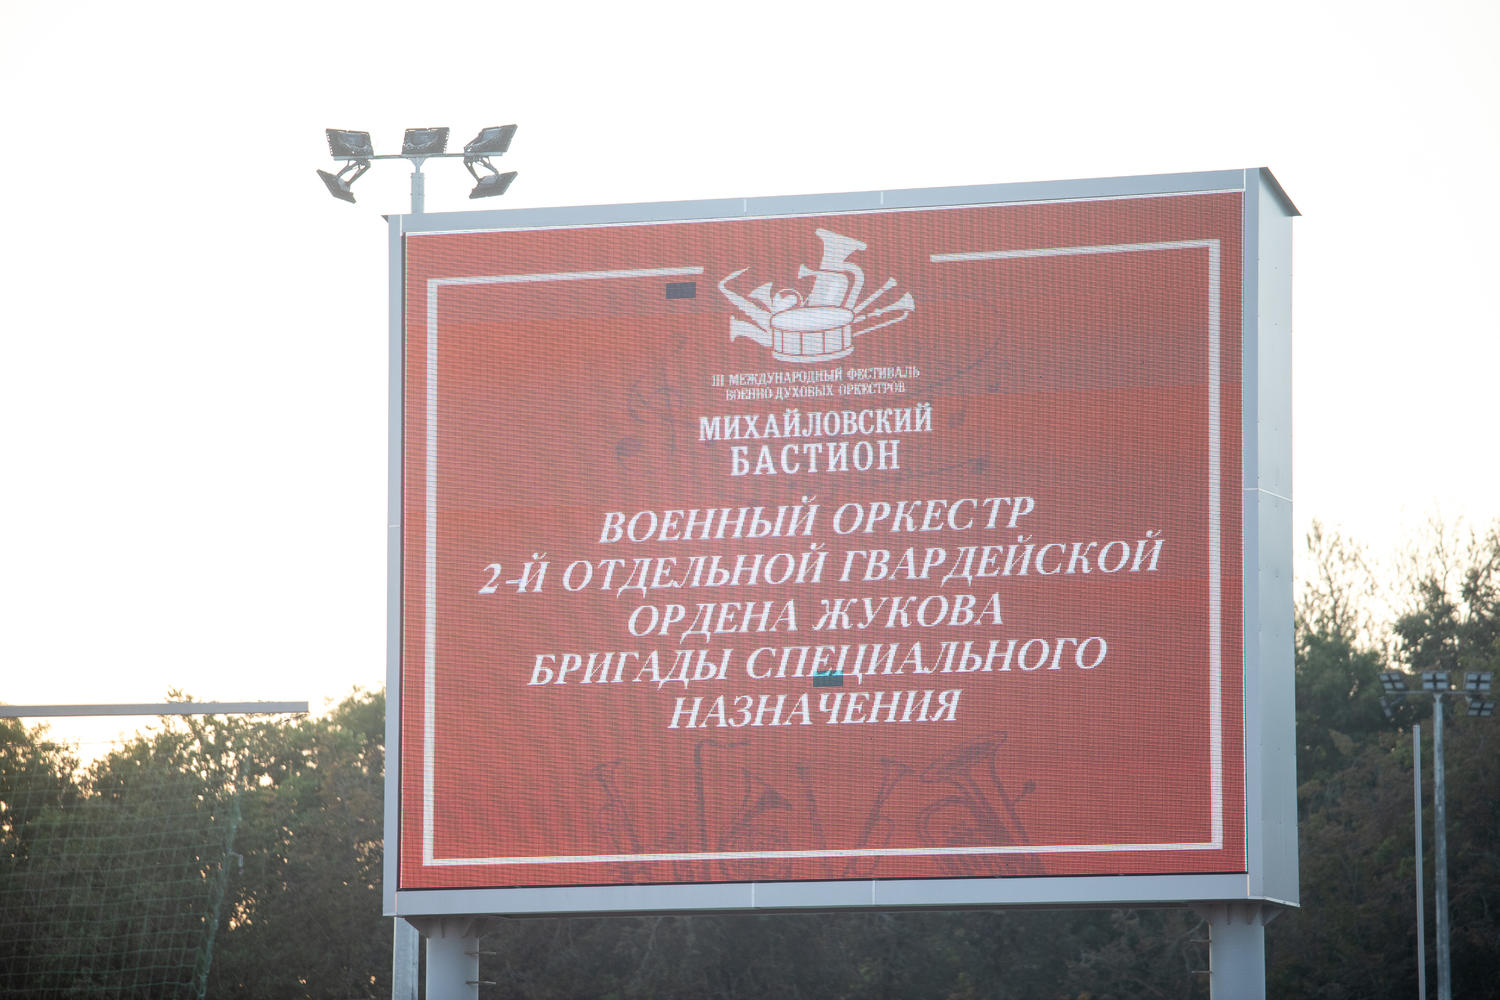 III МЕЖДУНАРОДНЫЙ ФЕСТИВАЛЬ
ВОЕННО-ДУХОВЫХ ОРКЕСТРОВ
МИХАЙЛОВСКИЙ
БАСТИОН
ВОЕННЫЙ ОРКЕСТР
2-Й ОТДЕЛЬНОЙ ГВАРДЕЙСКОЙ
ОРДЕНА ЖУКОВА
БРИГАДЫ СПЕЦИАЛЬНОГО
НАЗНАЧЕНИЯ